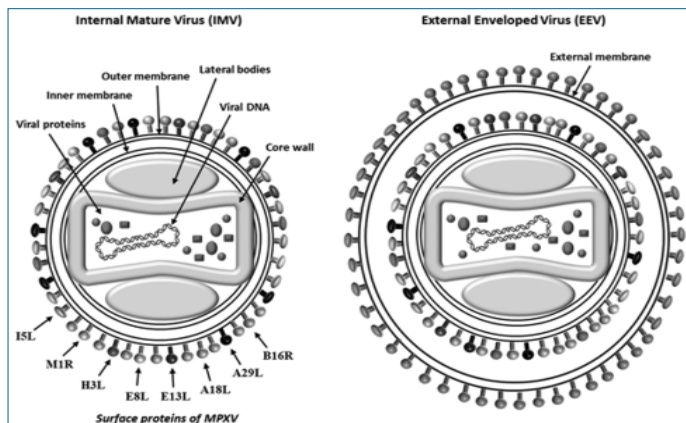 Internal Mature Virus (IMV)
External Enveloped Virus (EEV)
External membrane
Lateral bodies
Outer membrane
Inner membrane
Viral DNA
Viral proteins
Core wall
I5L
M1R
H3L
E8L
E13L
A18L
A29L
B16R
Surface proteins of MPXV